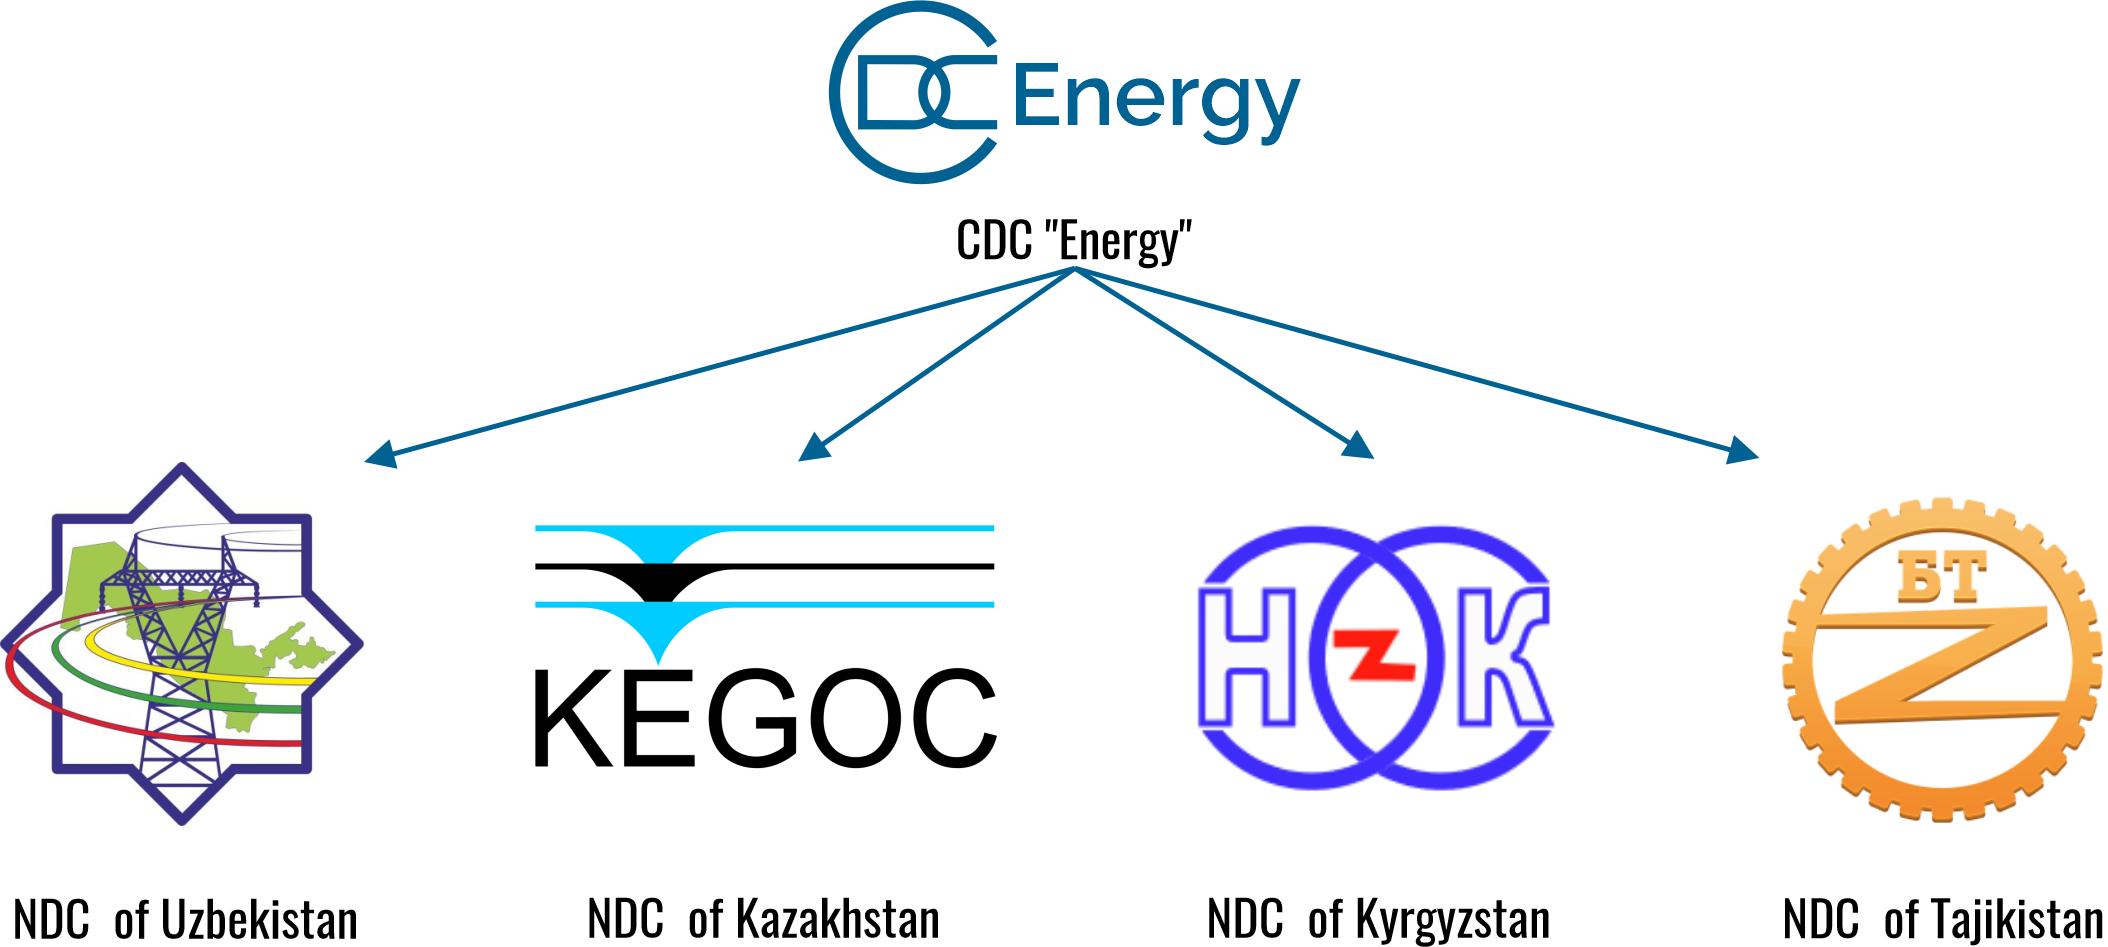 CDC Energy
CDC "Energy"
KEGOC
НЭК
БТ
NDC of Uzbekistan
NDC of Kazakhstan
NDC of Kyrgyzstan
NDC of Tajikistan